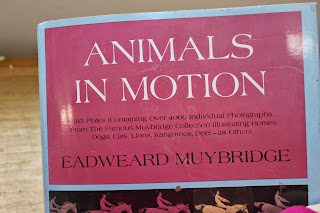 ANIMALS
IN MOTION
183 Plates (Containing Over 4000 Individual Photographs
From The Famous Muybridge Collection Illustrating Horses,
Dogs, Cats, Lions, Kangaroos, Deer—28 Others
EADWEARD MUYBRIDGE